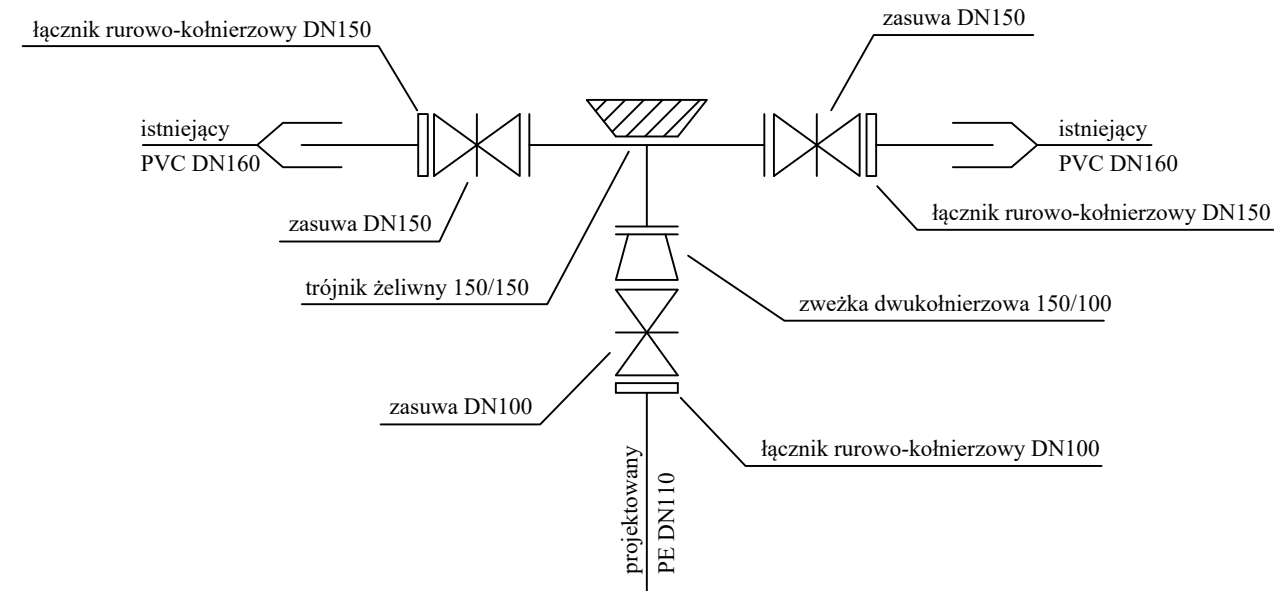 łącznik rurowo-kołnierzowy DN150
zasuwa DN150
istniejący
PVC DN160
istniejący
PVC DN160
zasuwa DN150
łącznik rurowo-kołnierzowy DN150
trójnik żeliwny 150/150
zweżka dwukołnierzowa 150/100
zasuwa DN100
łącznik rurowo-kołnierzowy DN100
projektowany
PE DN110